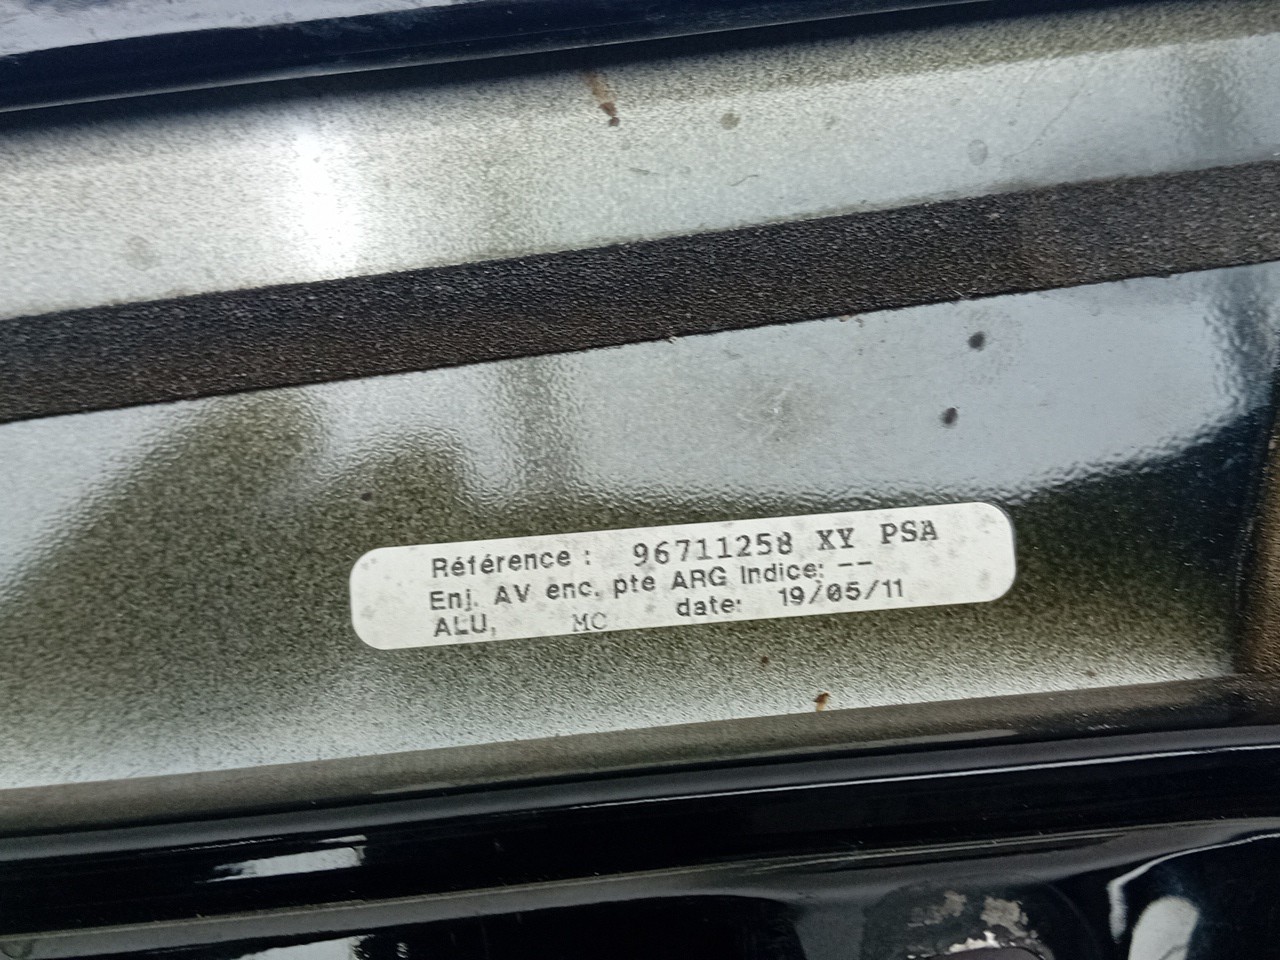 Référence : 96711258 XY PSA
Enj. AV enc. pte ARG Indice: --
ALU, MC date: 19/05/11